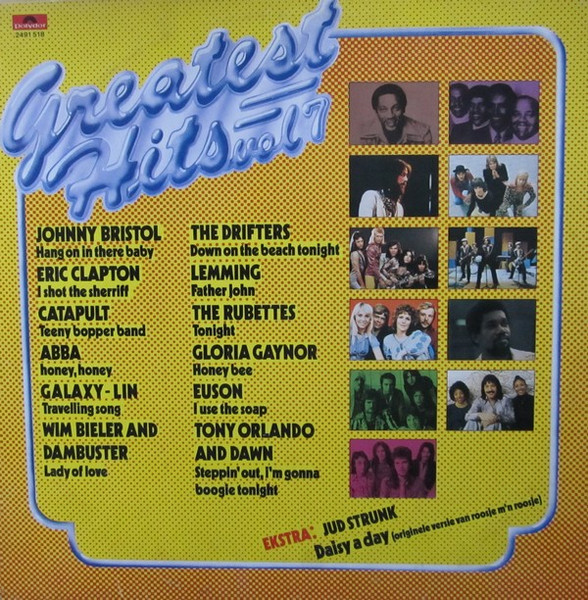 Polydor
2491 518
Greatest
Hits vol 7
JOHNNY BRISTOL
Hang on in there baby
ERIC CLAPTON
I shot the sherriff
CATAPULT
Teeny bopper band
ABBA
honey, honey
GALAXY-LIN
Travelling song
WIM BIELER AND
DAMBUSTER
Lady of love
THE DRIFTERS
Down on the beach tonight
LEMMING
Father john
THE RUBETTES
Tonight
GLORIA GAYNOR
Honey bee
EUSON
I use the soap
TONY ORLANDO
AND DAWN
Steppin' out, I'm gonna
boogie tonight
EKSTRA: JUD STRUNK
Daisy a day (originele versie van roosje m'n roosje)